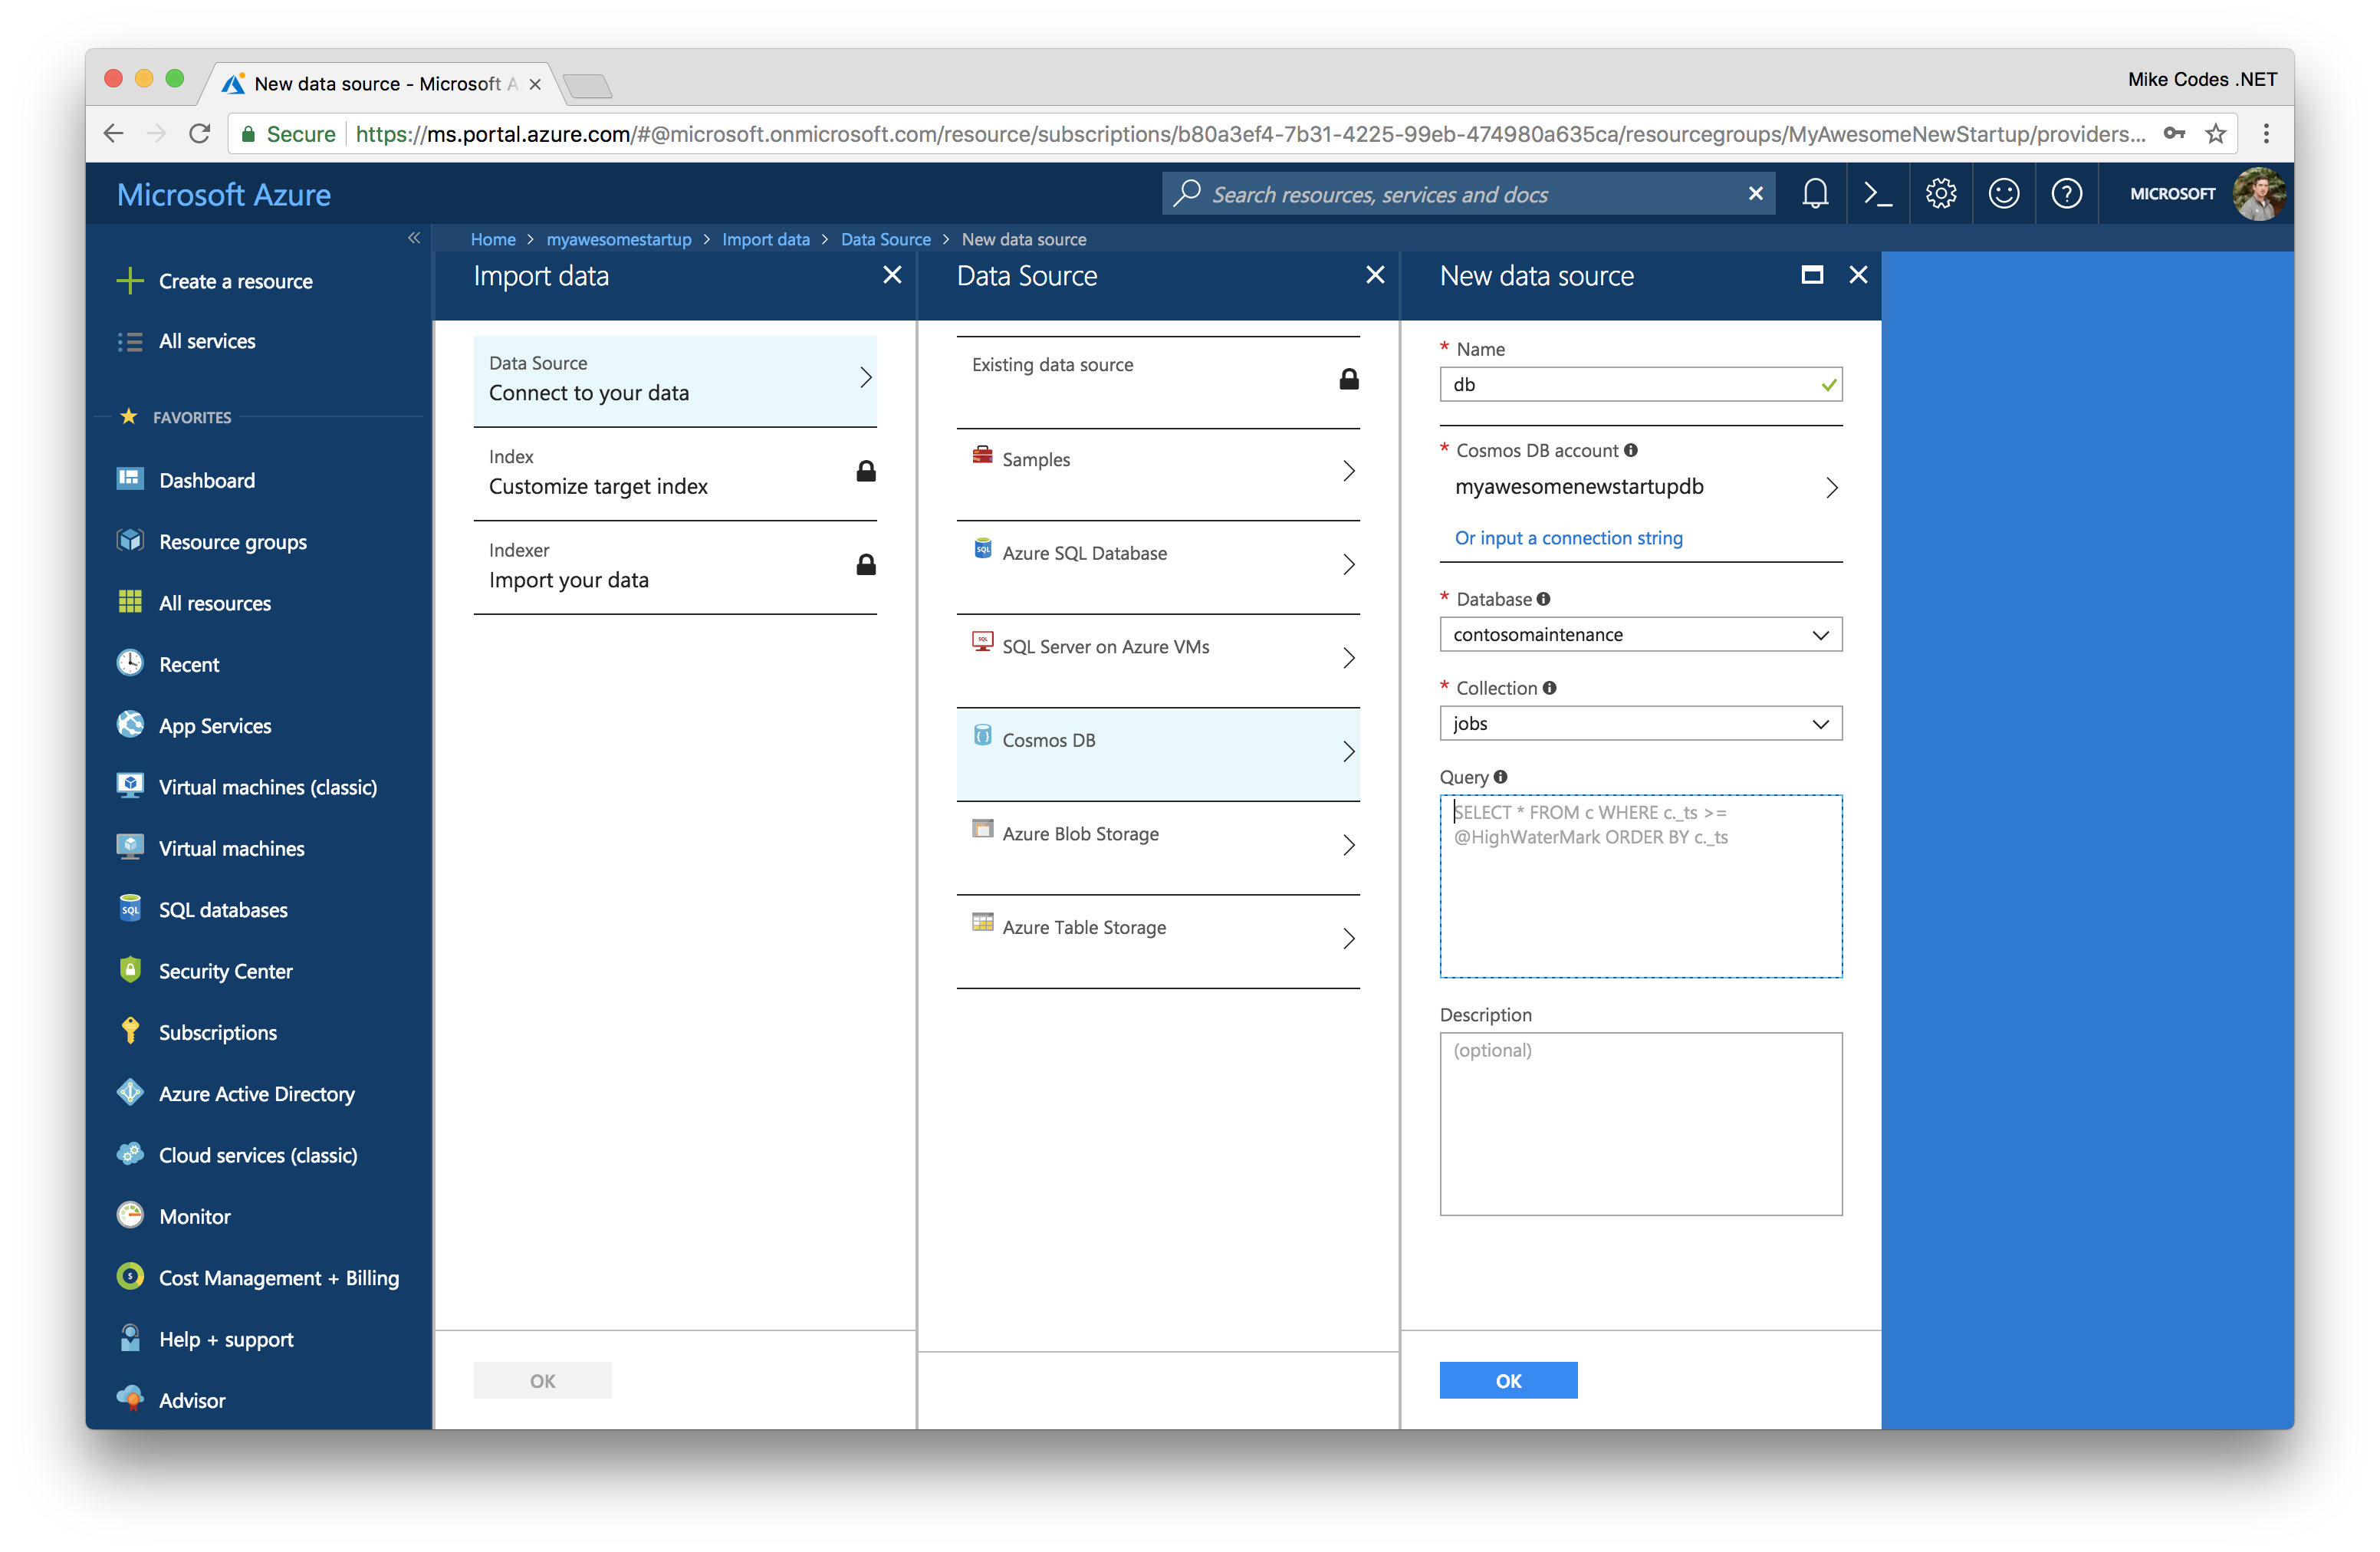 New data source - Microsoft A
Mike Codes .NET
Secure
https://ms.portal.azure.com/#@microsoft.onmicrosoft.com/resource/subscriptions/b80a3ef4-7b31-4225-99eb-474980a635ca/resourcegroups/MyAwesomeNewStartup/providers...
Microsoft Azure
Search resources, services and docs
MICROSOFT
Home > myawesomestartup > Import data > Data Source > New data source
Create a resource
All services
FAVORITES
Dashboard
Resource groups
All resources
Recent
App Services
Virtual machines (classic)
Virtual machines
SQL databases
Security Center
Subscriptions
Azure Active Directory
Cloud services (classic)
Monitor
Cost Management + Billing
Help + support
Advisor
Import data
Data Source
Connect to your data
Index
Customize target index
Indexer
Import your data
OK
Data Source
Existing data source
Samples
Azure SQL Database
SQL Server on Azure VMs
Cosmos DB
Azure Blob Storage
Azure Table Storage
New data source
* Name
db
* Cosmos DB account
myawesomenewstartupdb
Or input a connection string
* Database
contosomaintenance
* Collection
jobs
Query
SELECT * FROM c WHERE c._ts >=
@HighWaterMark ORDER BY c._ts
Description
(optional)
OK